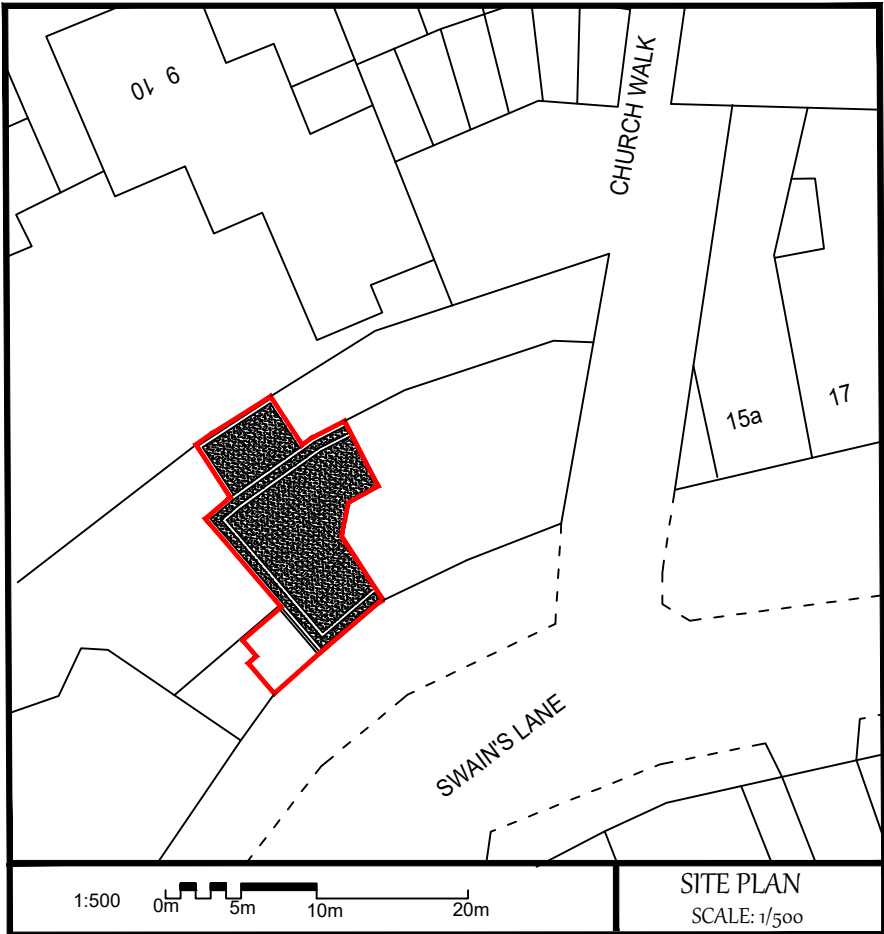 9 10
CHURCH WALK
15a
17
SWAIN'S LANE
1:500
0m 5m 10m 20m
SITE PLAN
SCALE: 1/500